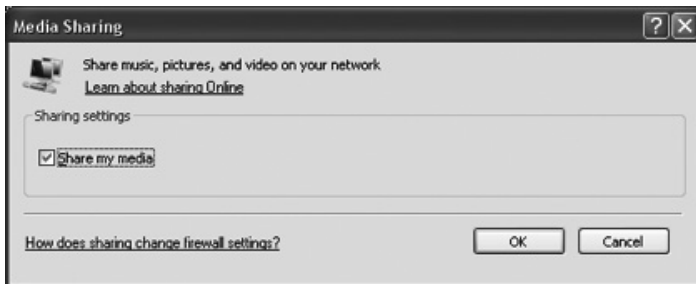 Media Sharing
Share music, pictures, and video on your network
Learn about sharing Online
Sharing settings
Share my media
How does sharing change firewall settings?
OK
Cancel